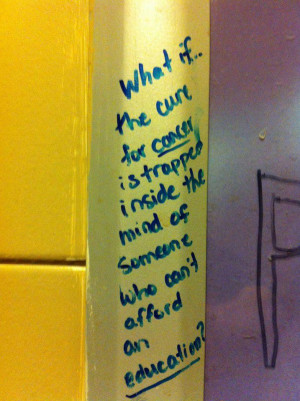 What if..
the cure
for cancer
is trapped
inside the
mind of
someone
who can't
afford
an
education?